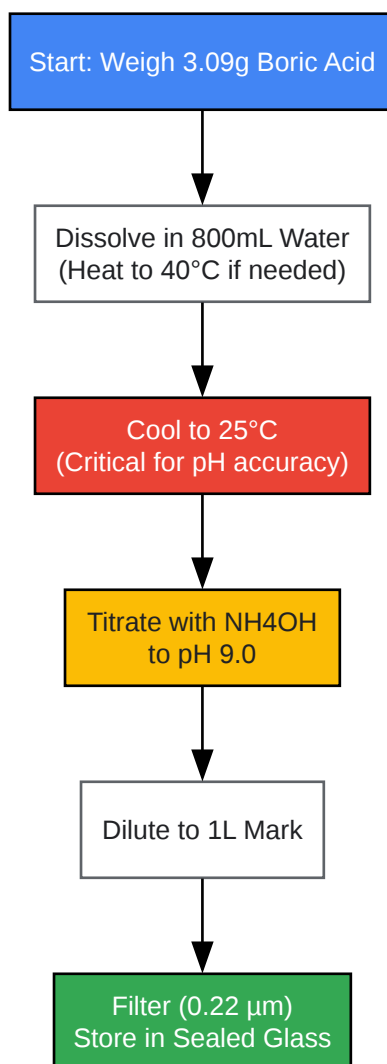 Start: Weigh 3.09g Boric Acid
Dissolve in 800mL Water
(Heat to 40°C if needed)
Cool to 25°C
(Critical for pH accuracy)
Titrate with NH4OH
to pH 9.0
Dilute to 1L Mark
Filter (0.22 µm)
Store in Sealed Glass